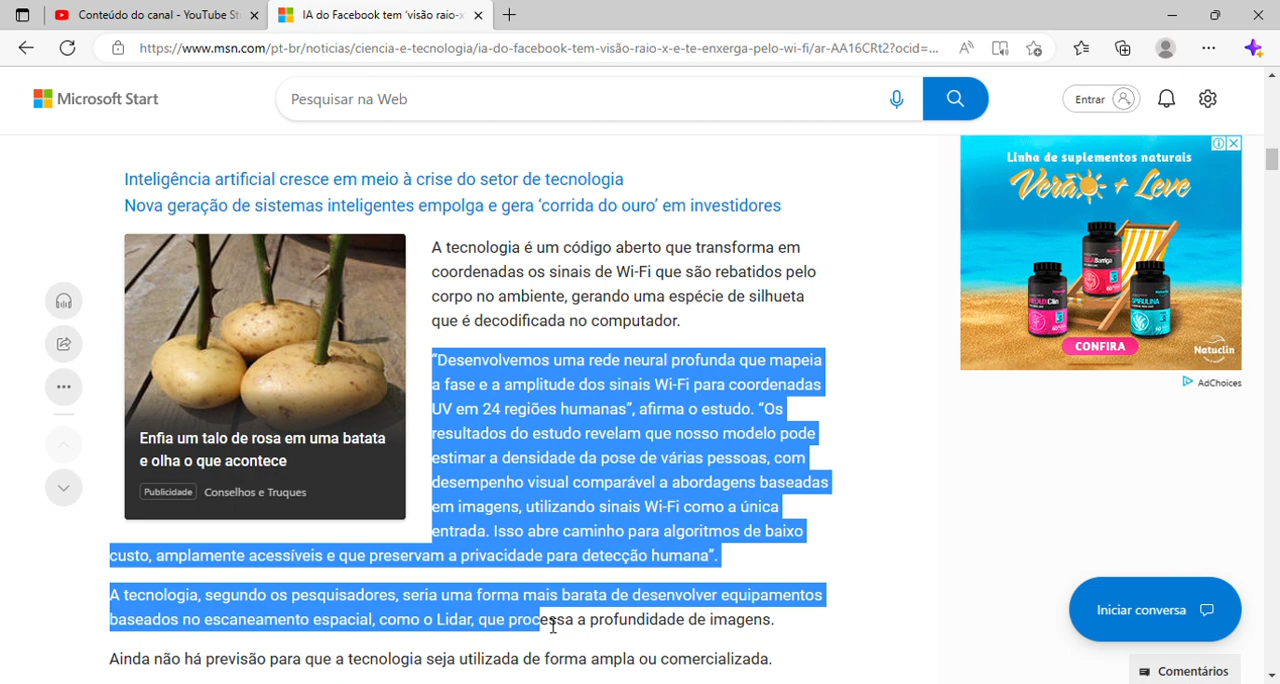 Conteúdo do canal - YouTube St
IA do Facebook tem ‘visão raio-x
https://www.msn.com/pt-br/noticias/ciencia-e-tecnologia/ia-do-facebook-tem-visão-raio-x-e-te-enxerga-pelo-wi-fi/ar-AA16CRt2?ocid=...
Microsoft Start
Pesquisar na Web
Entrar
Inteligência artificial cresce em meio à crise do setor de tecnologia
Nova geração de sistemas inteligentes empolga e gera ‘corrida do ouro’ em investidores
Enfia um talo de rosa em uma batata
e olha o que acontece
Publicidade Conselhos e Truques
A tecnologia é um código aberto que transforma em
coordenadas os sinais de Wi-Fi que são rebatidos pelo
corpo no ambiente, gerando uma espécie de silhueta
que é decodificada no computador.
“Desenvolvemos uma rede neural profunda que mapeia
a fase e a amplitude dos sinais Wi-Fi para coordenadas
UV em 24 regiões humanas”, afirma o estudo. “Os
resultados do estudo revelam que nosso modelo pode
estimar a densidade da pose de várias pessoas, com
desempenho visual comparável a abordagens baseadas
em imagens, utilizando sinais Wi-Fi como a única
entrada. Isso abre caminho para algoritmos de baixo
custo, amplamente acessíveis e que preservam a privacidade para detecção humana”.
A tecnologia, segundo os pesquisadores, seria uma forma mais barata de desenvolver equipamentos
baseados no escaneamento espacial, como o Lidar, que processa a profundidade de imagens.
Ainda não há previsão para que a tecnologia seja utilizada de forma ampla ou comercializada.
Linha de suplementos naturais
Verão + Leve
SPIRULINA
CONFIRA
Natuclin
AdChoices
Iniciar conversa
Comentários